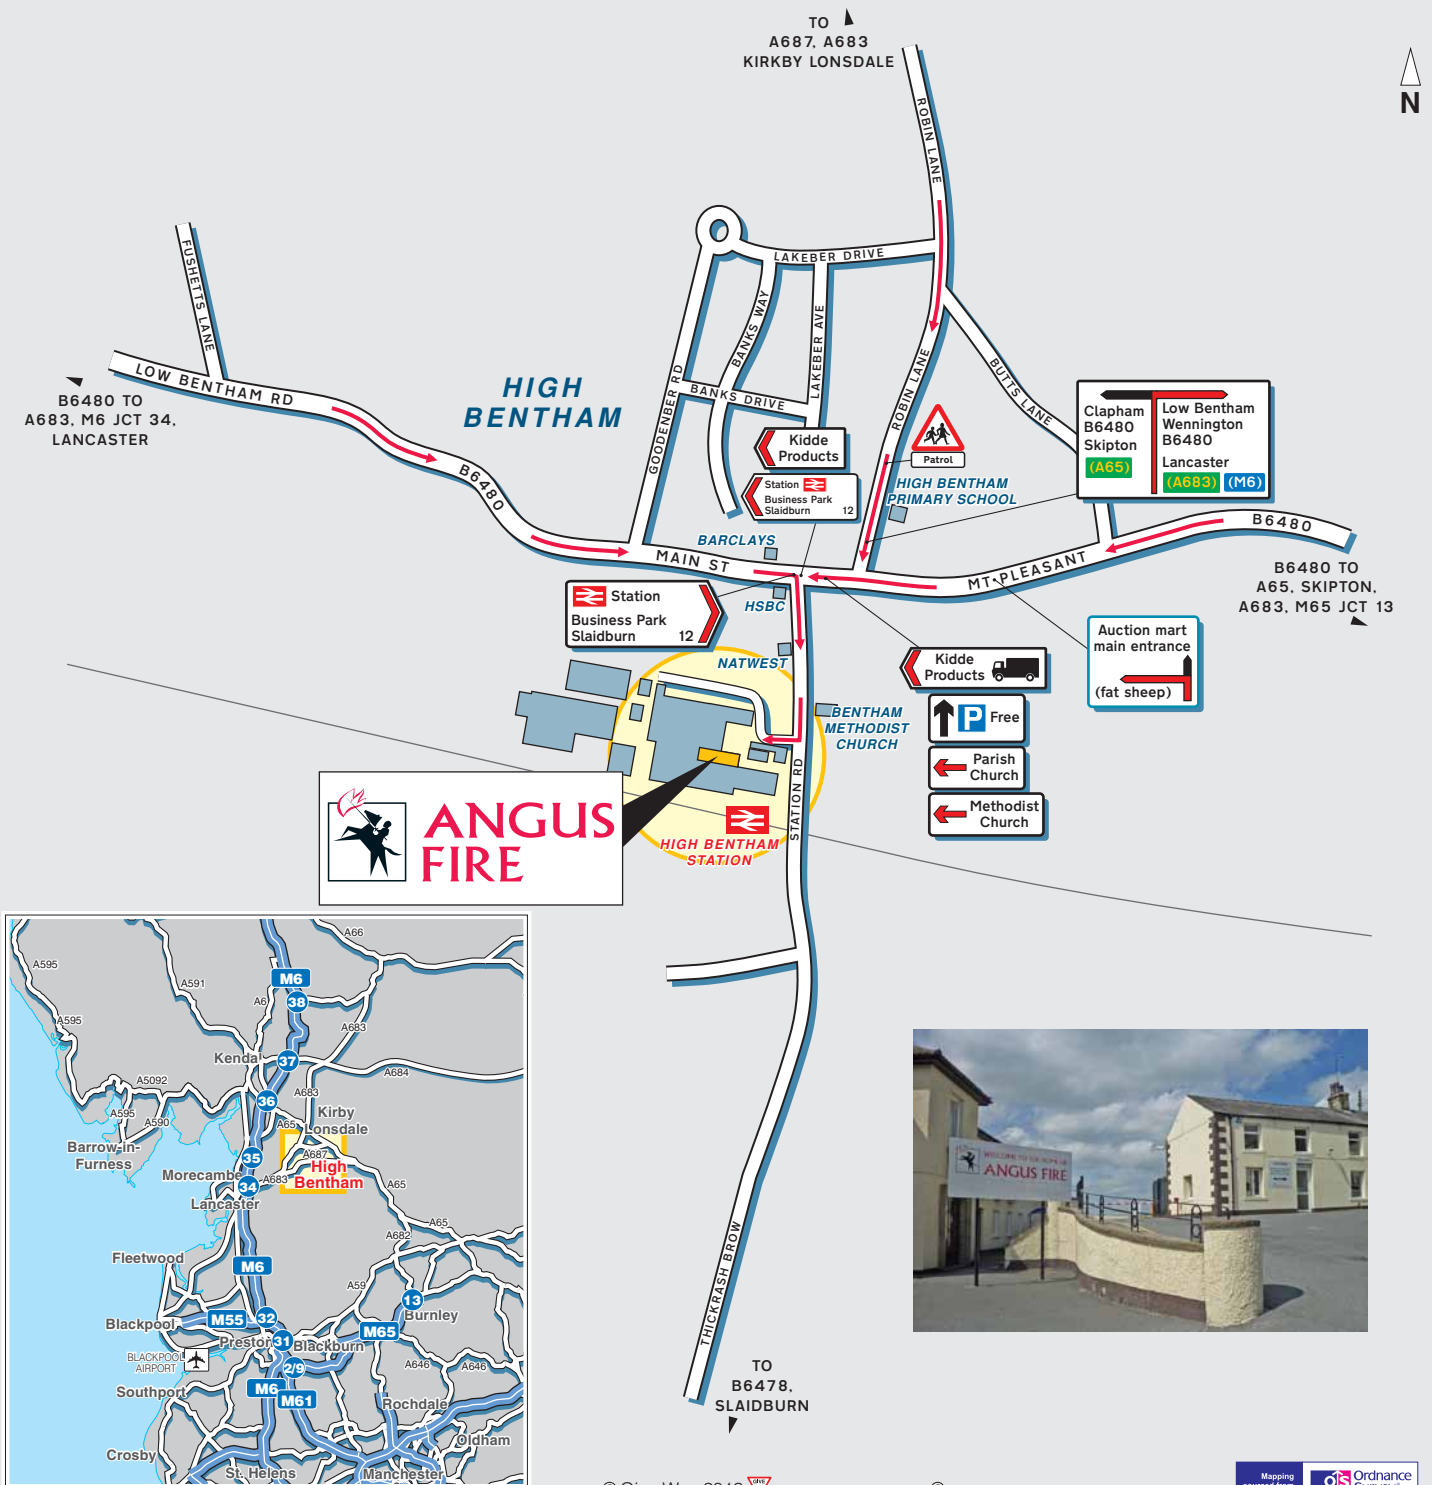 TO
A687, A683
KIRKBY LONSDALE
N
ROBIN LANE
FUSHETTS LANE
LAKEBER DRIVE
BANKS WAY
LAKEBER AVE
LOW BENTHAM RD
B6480 TO
A683, M6 JCT 34,
LANCASTER
HIGH
BENTHAM
GOODENBER RD
BANKS DRIVE
ROBIN LANE
BUTTS LANE
Clapham
B6480
Skipton
(A65)
Low Bentham
Wennington
B6480
Lancaster
(A683) (M6)
Kidde
Products
Patrol
Station
Business Park
Slaidburn 12
HIGH BENTHAM
PRIMARY SCHOOL
B6480
BARCLAYS
MAIN ST
MT PLEASANT
B6480
B6480 TO
A65, SKIPTON,
A683, M65 JCT 13
Station
Business Park
Slaidburn 12
HSBC
NATWEST
Auction mart
main entrance
(fat sheep)
Kidde
Products
P Free
Parish
Church
Methodist
Church
BENTHAM
METHODIST
CHURCH
STATION RD
ANGUS
FIRE
HIGH BENTHAM
STATION
THICKRASH BROW
TO
B6478,
SLAIDBURN
A66
A595
A591
M6
A6
38
A595
A683
Kendal
37
A684
A5092
A683
36
A595
A590
Kirby
Lonsdale
A65
Barrow-in-
Furness
A687
35
High
Bentham
Morecambe
A683
34
A65
Lancaster
A65
A682
Fleetwood
M6
A59
13
Burnley
M55
32
Blackpool
M65
Preston
31
Blackburn
BLACKPOOL
AIRPORT
2/9
A646
A646
Southport
M6
M61
Rochdale
Oldham
Crosby
St. Helens
Manchester
WELCOME TO THE HOME OF
ANGUS FIRE
GIVE
Mapping
Ordnance